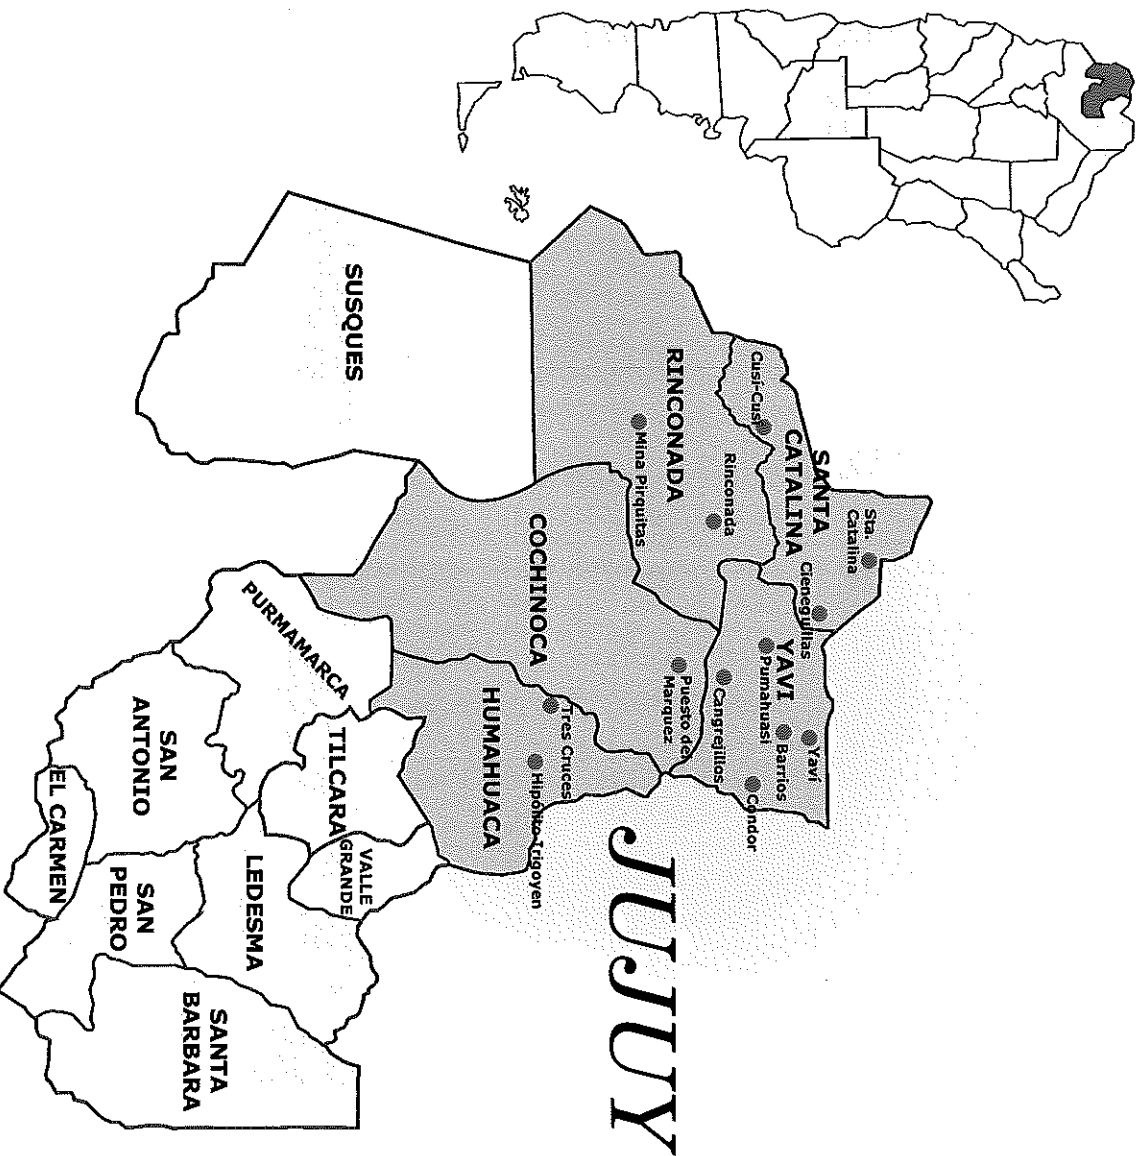 JUJUY
Sta.
Catalina
SANTA
CATALINA
Cienegullas
Cusi-Cusi
Yavi
YAVI
Barrios
Pumahuasi
Condor
Cangrejillos
Rinconada
RINCONADA
Mina Pirquitas
Puesto del
Marquez
COCHINOCA
Tres Cruces
Hipólito Irigoyen
HUMAHUACA
SUSQUES
PURMAMARCA
TILCARA
VALLE
GRANDE
LEDESMA
SAN
ANTONIO
EL CARMEN
SAN
PEDRO
SANTA
BARBARA